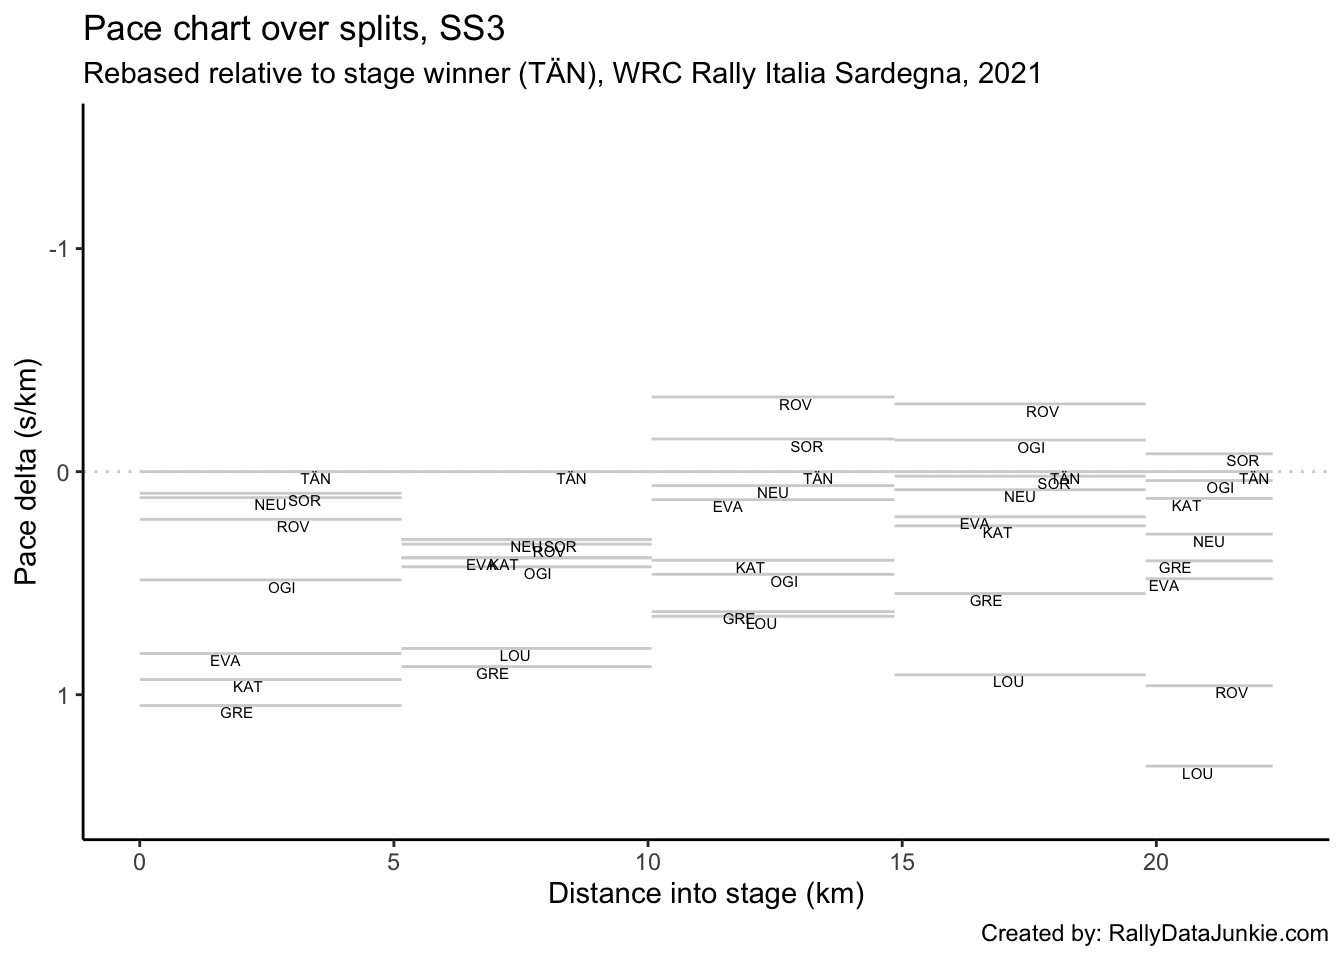 Pace chart over splits, SS3
Rebased relative to stage winner (TÄN), WRC Rally Italia Sardegna, 2021
Pace delta (s/km)
-1
0
1
ROV
SOR
TÄN
NEU
EVA
KAT
OGI
GRE
LOU
ROV
OGI
TÄN
SOR
NEU
EVA
KAT
GRE
LOU
SOR
TÄN
OGI
KAT
NEU
GRE
EVA
ROV
LOU
TÄN
SOR
NEU
ROV
OGI
EVA
KAT
GRE
TÄN
NEU
SOR
ROV
EVA
KAT
OGI
LOU
GRE
0
5
10
15
20
Distance into stage (km)
Created by: RallyDataJunkie.com